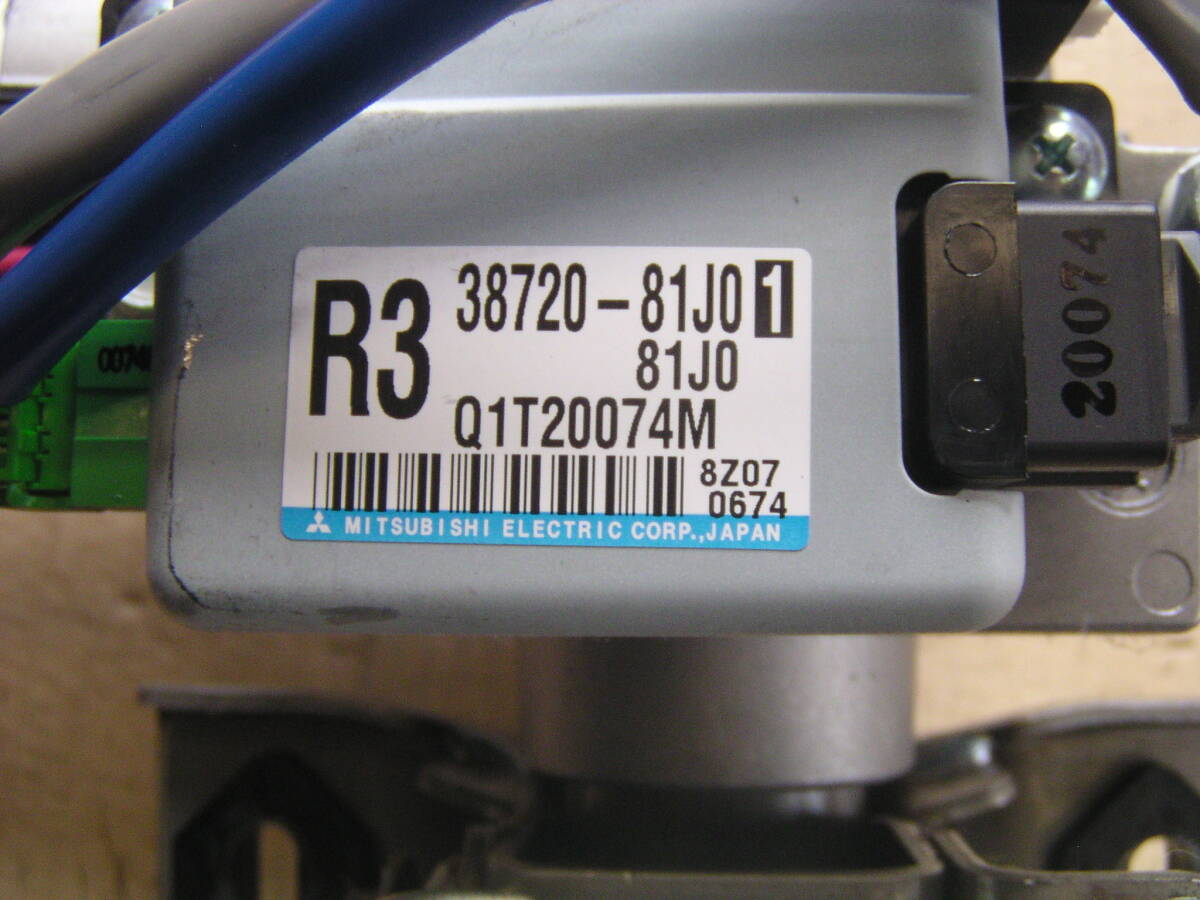 R3 38720-81J0 1
81J0
Q1T20074M
8Z07
0674
MITSUBISHI ELECTRIC CORP.,JAPAN
20074